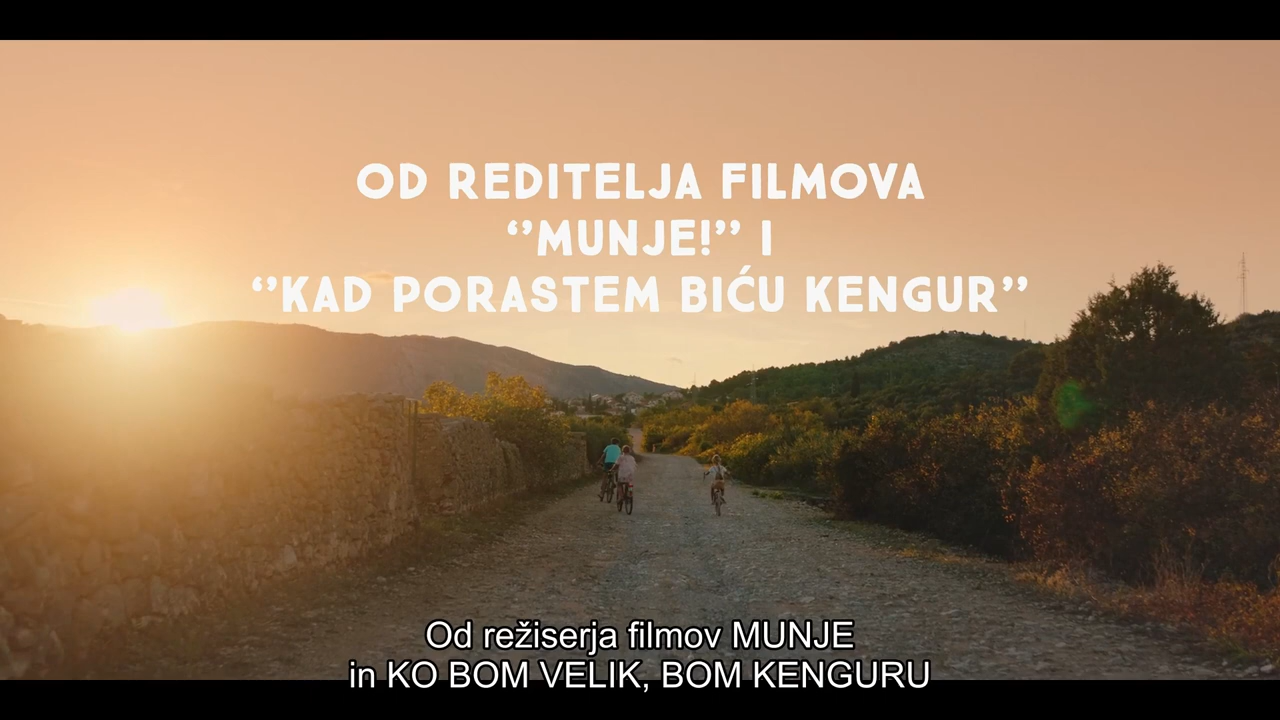 OD REDITELJA FILMOVA
‘’MUNJE!’’ I
‘’KAD PORASTEM BIĆU KENGUR’’
Od režiserja filmov MUNJE
in KO BOM VELIK, BOM KENGURU